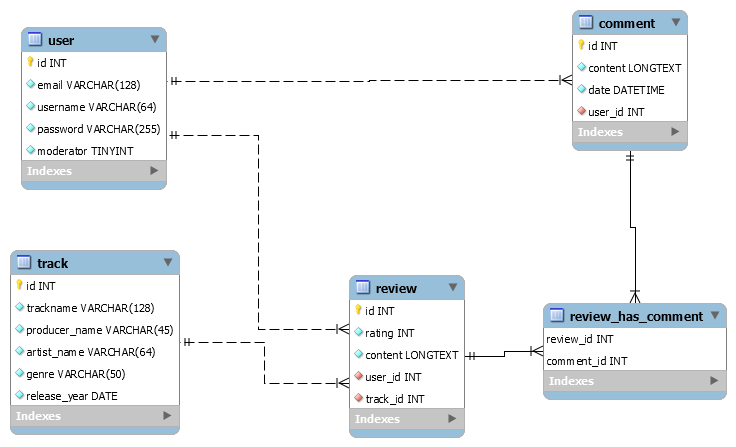 user
id INT
email VARCHAR(128)
username VARCHAR(64)
password VARCHAR(255)
moderator TINYINT
Indexes
comment
id INT
content LONGTEXT
date DATETIME
user_id INT
Indexes
track
id INT
trackname VARCHAR(128)
producer_name VARCHAR(45)
artist_name VARCHAR(64)
genre VARCHAR(50)
release_year DATE
Indexes
review
id INT
rating INT
content LONGTEXT
user_id INT
track_id INT
Indexes
review_has_comment
review_id INT
comment_id INT
Indexes